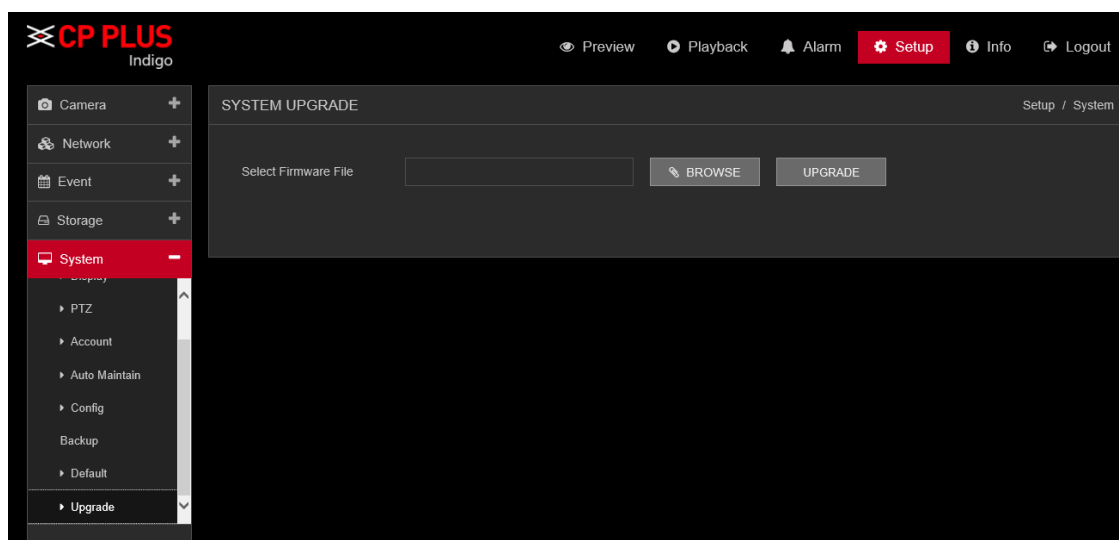 CP PLUS
Indigo
Preview
Playback
Alarm
Setup
Info
Logout
Camera
Network
Event
Storage
System
Display
PTZ
Account
Auto Maintain
Config
Backup
Default
Upgrade
SYSTEM UPGRADE
Setup / System
Select Firmware File
BROWSE
UPGRADE